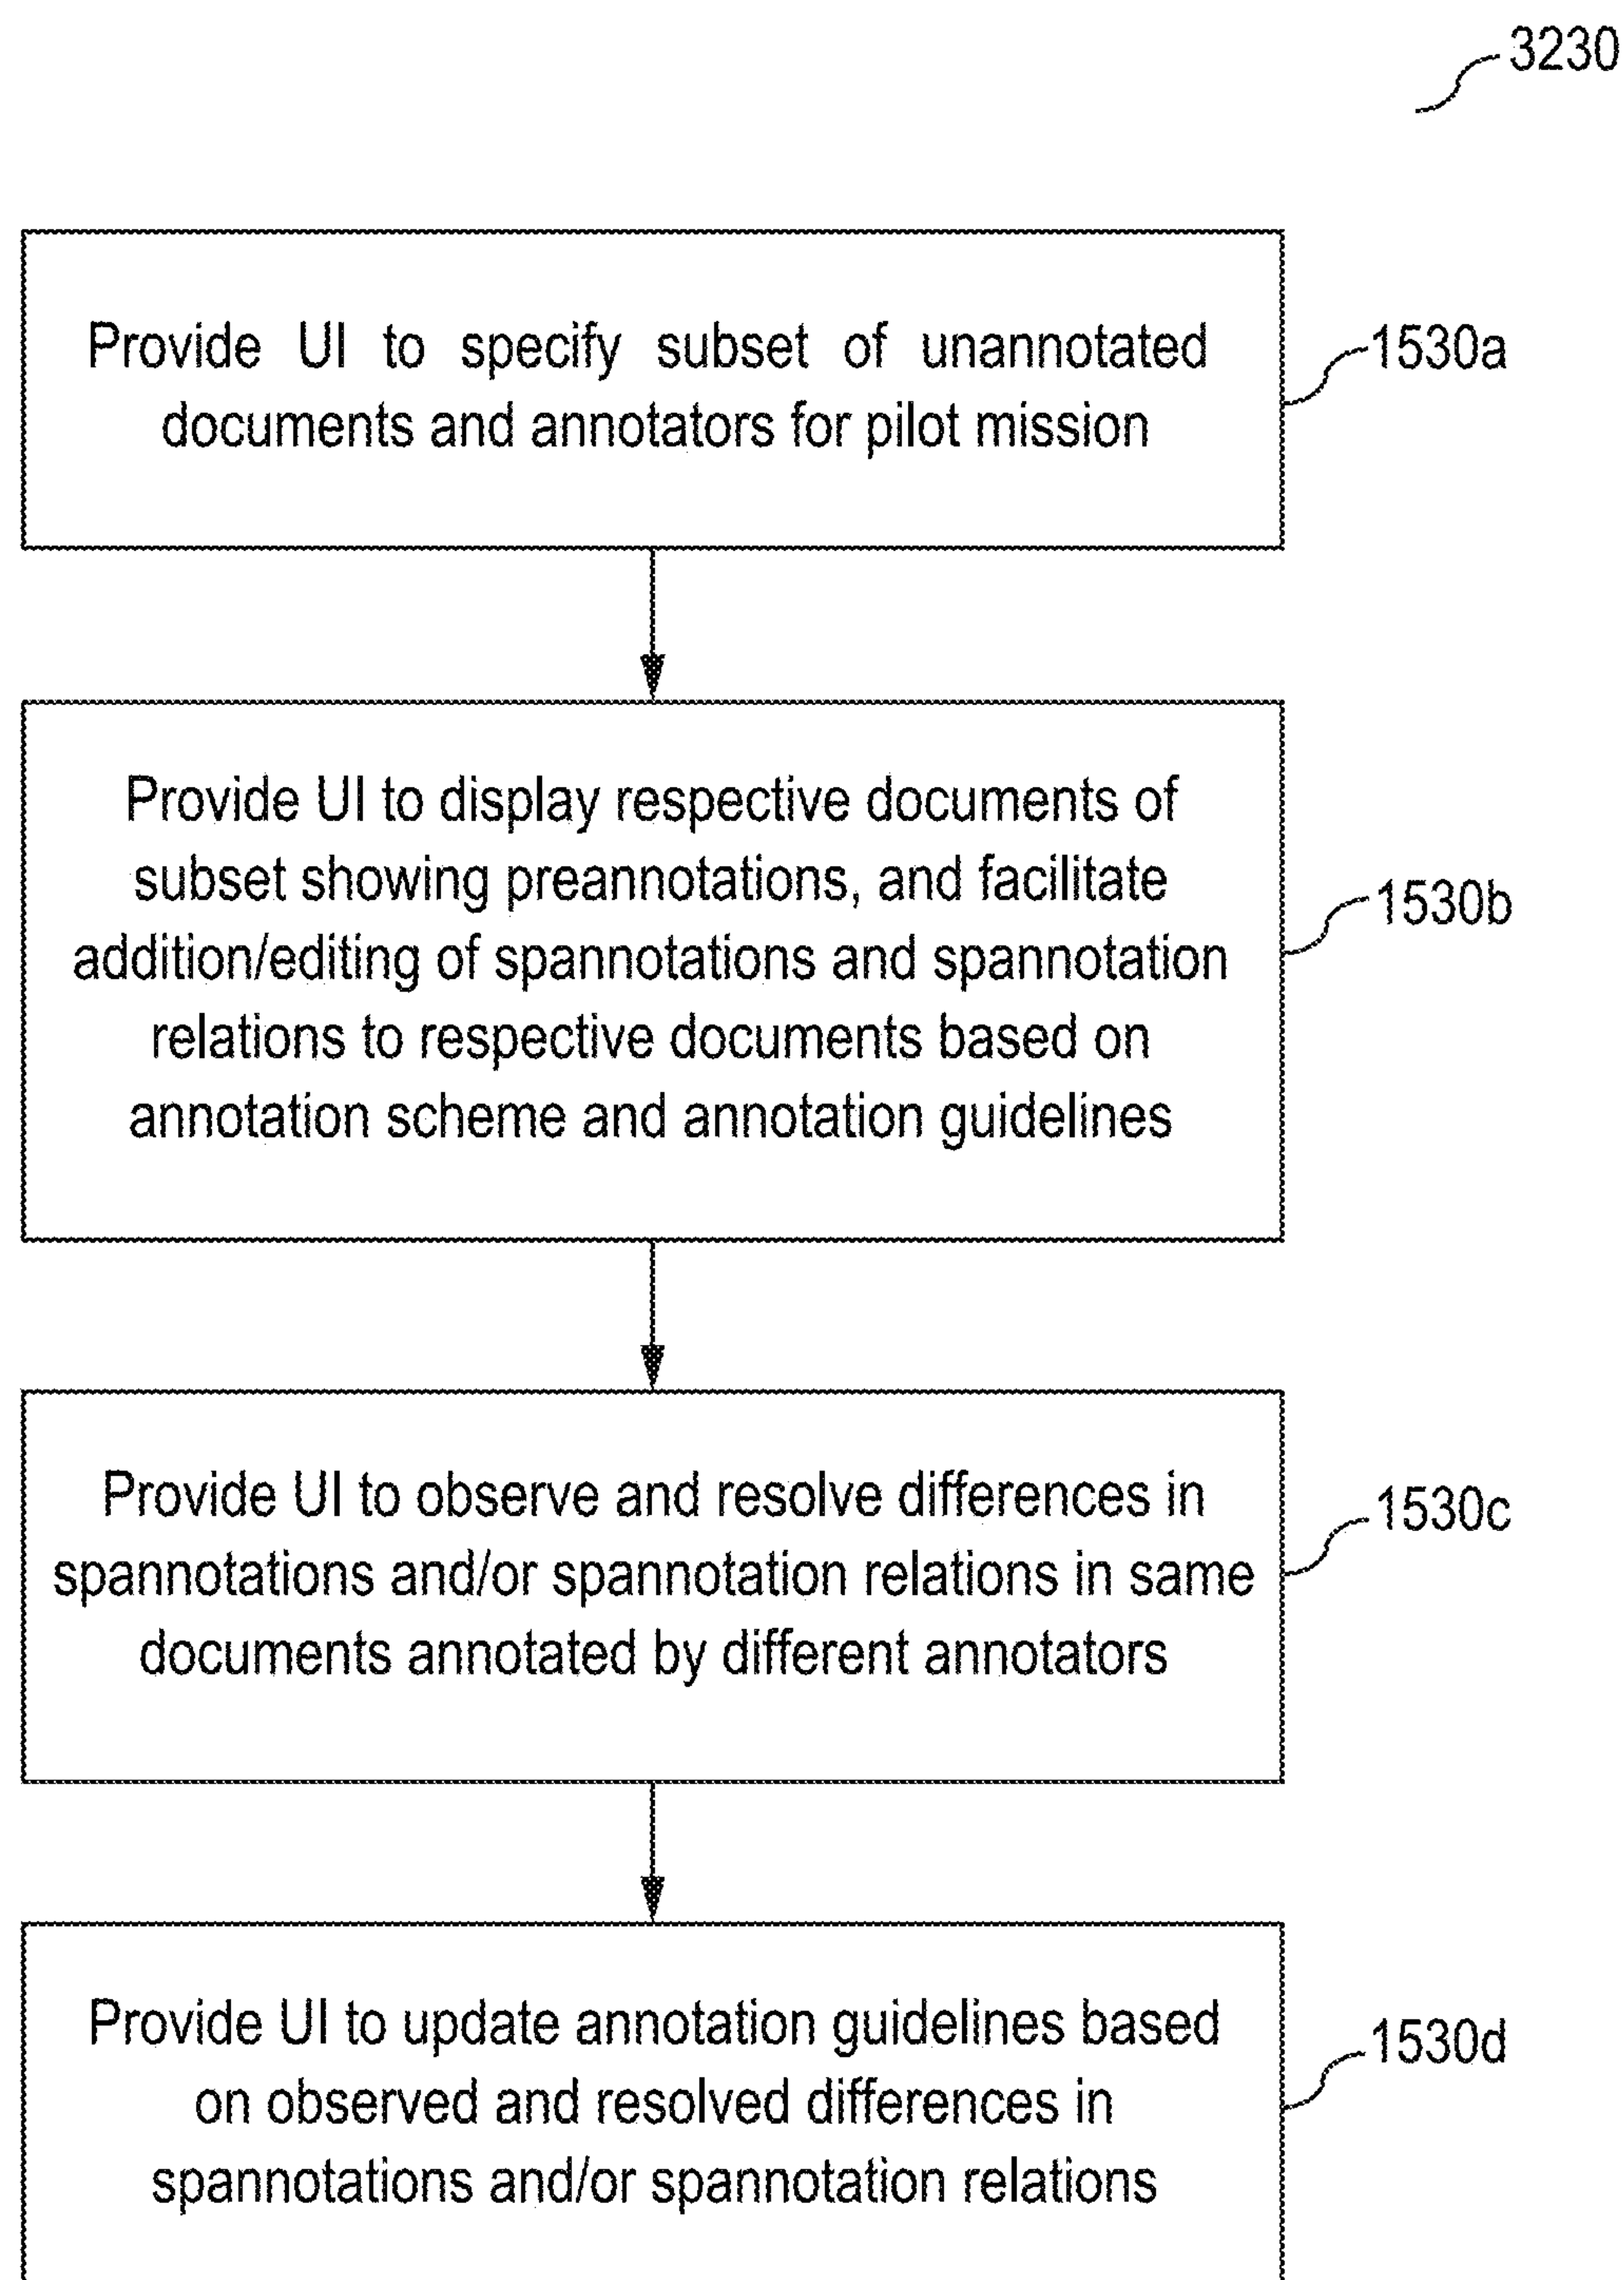 3230
Provide UI to specify subset of unannotated
documents and annotators for pilot mission
1530a
Provide UI to display respective documents of
subset showing preannotations, and facilitate
addition/editing of spannotations and spannotation
relations to respective documents based on
annotation scheme and annotation guidelines
1530b
Provide UI to observe and resolve differences in
spannotations and/or spannotation relations in same
documents annotated by different annotators
1530c
Provide UI to update annotation guidelines based
on observed and resolved differences in
spannotations and/or spannotation relations
1530d